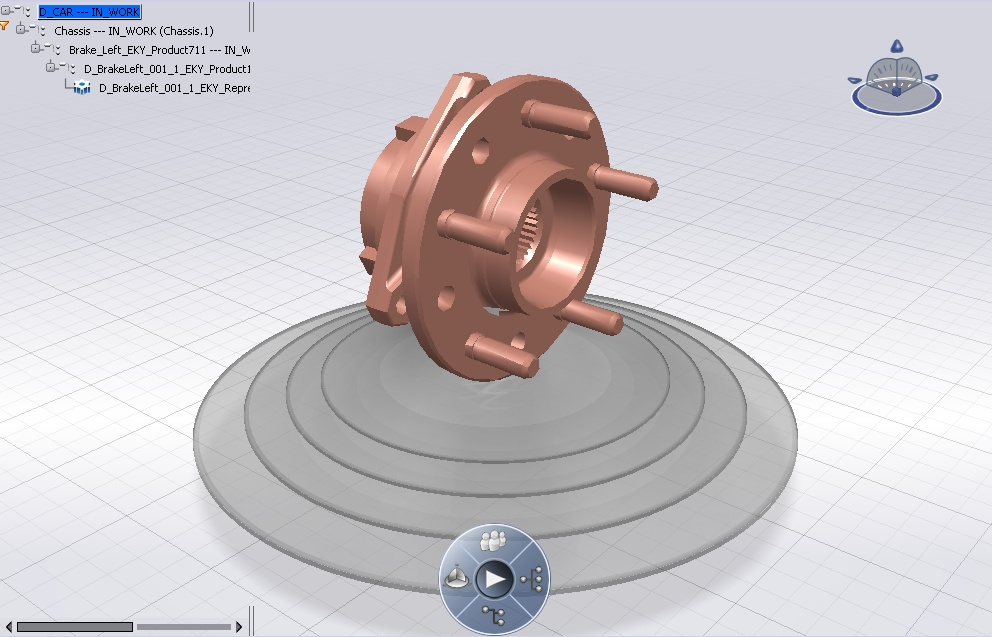 D_CAR --- IN_WORK
Chassis --- IN_WORK (Chassis.1)
Brake_Left_EKY_Product711 --- IN_W
D_BrakeLeft_001_1_EKY_Product1
D_BrakeLeft_001_1_EKY_Repre